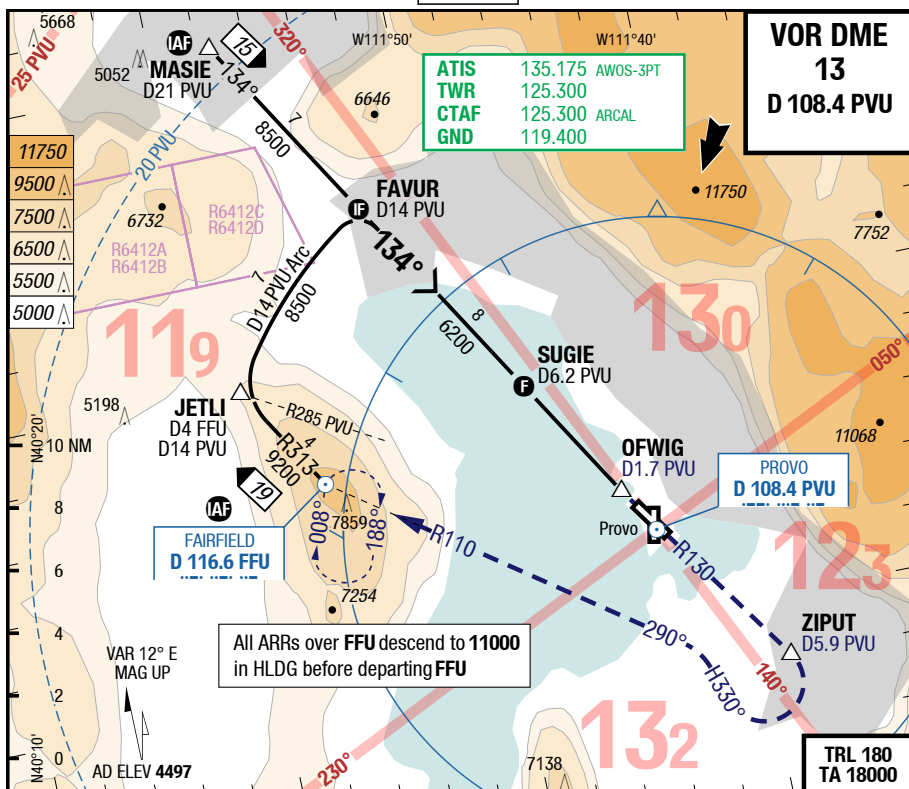 5668
25 PVU
5052
IAF
MASIE
D21 PVU
15
134°
320°
W111°50'
W111°40'
ATIS 135.175 AWOS-3PT
TWR 125.300
CTAF 125.300 ARCAL
GND 119.400
VOR DME
13
D 108.4 PVU
11750
9500
7500
6500
5500
5000
20 PVU
7
8500
6646
11750
7752
6732
R6412C
R6412D
R6412A
R6412B
FAVUR
D14 PVU
IF
134°
D14 PVU Arc
7
8500
119
130
8
6200
SUGIE
D6.2 PVU
F
050°
JETLI
D4 FFU
D14 PVU
5198
R285 PVU
4
R313
9200
N40°20'
10 NM
8
6
4
2
0
N40°10'
11068
OFWIG
D1.7 PVU
PROVO
D 108.4 PVU
Provo
19
IAF
FAIRFIELD
D 116.6 FFU
7859
008°
188°
R110
R130
123
7254
ZIPUT
D5.9 PVU
290°
H330°
140°
All ARRs over FFU descend to 11000
in HLDG before departing FFU
VAR 12° E
MAG UP
AD ELEV 4497
230°
132
7138
TRL 180
TA 18000